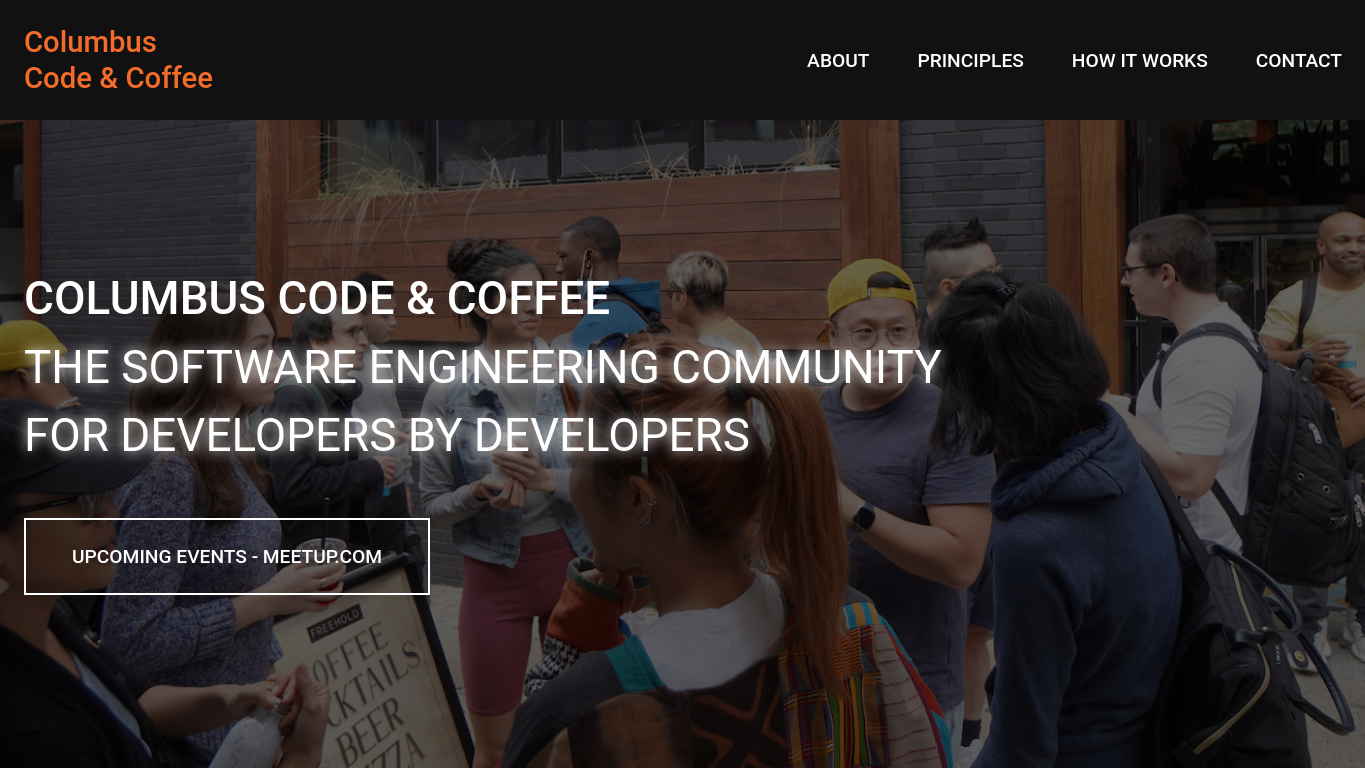 Columbus
Code & Coffee
ABOUT
PRINCIPLES
HOW IT WORKS
CONTACT
COLUMBUS CODE & COFFEE
THE SOFTWARE ENGINEERING COMMUNITY
FOR DEVELOPERS BY DEVELOPERS
UPCOMING EVENTS - MEETUP.COM
FREEHOLD
OFFEE
CKTAILS
BEER
ZZA